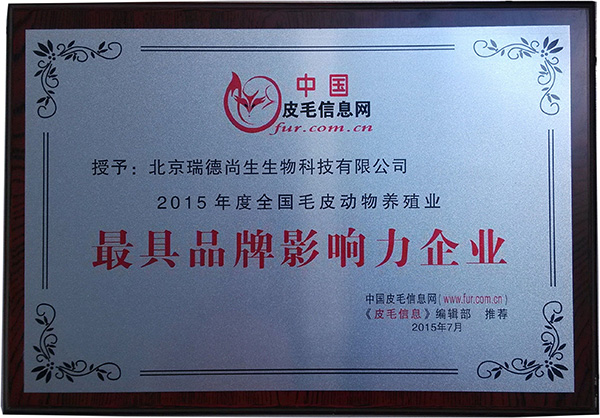 中国
皮毛信息网
fur.com.cn
授予：北京瑞德尚生生物科技有限公司
2015年度全国毛皮动物养殖业
最具品牌影响力企业
中国皮毛信息网(www.fur.com.cn)
《皮毛信息》编辑部 推荐
2015年7月